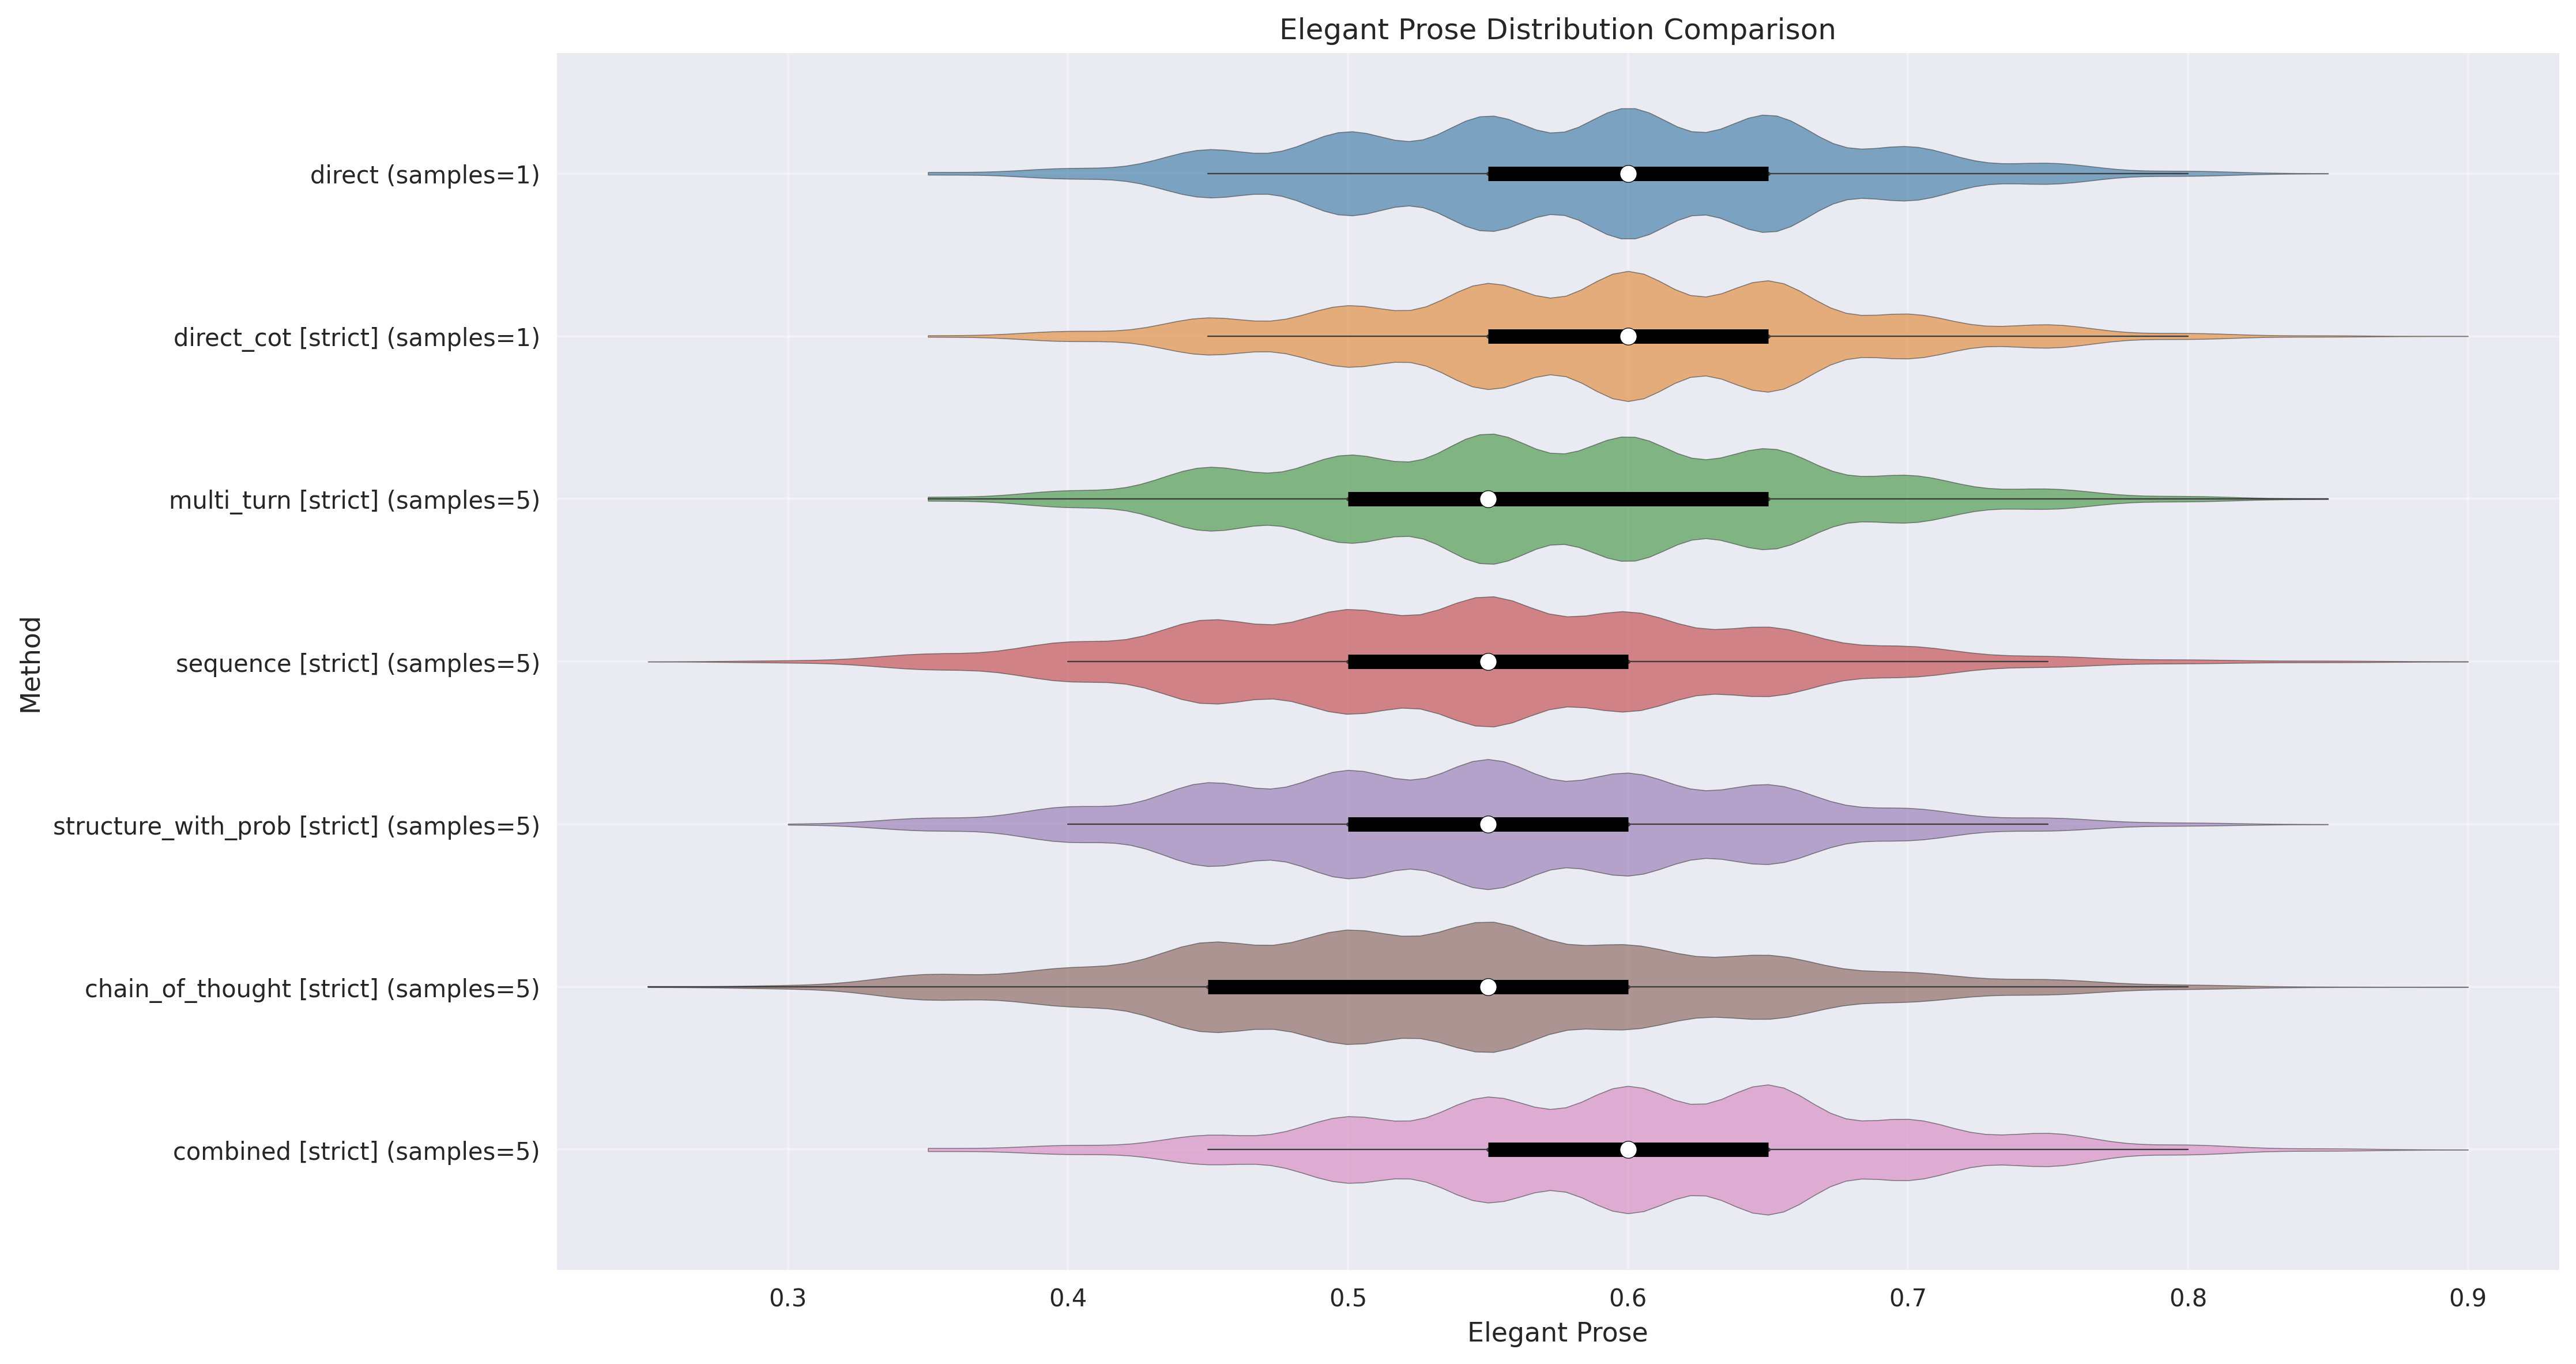 Elegant Prose Distribution Comparison
Method
direct (samples=1)
direct_cot [strict] (samples=1)
multi_turn [strict] (samples=5)
sequence [strict] (samples=5)
structure_with_prob [strict] (samples=5)
chain_of_thought [strict] (samples=5)
combined [strict] (samples=5)
0.3 0.4 0.5 0.6 0.7 0.8 0.9
Elegant Prose